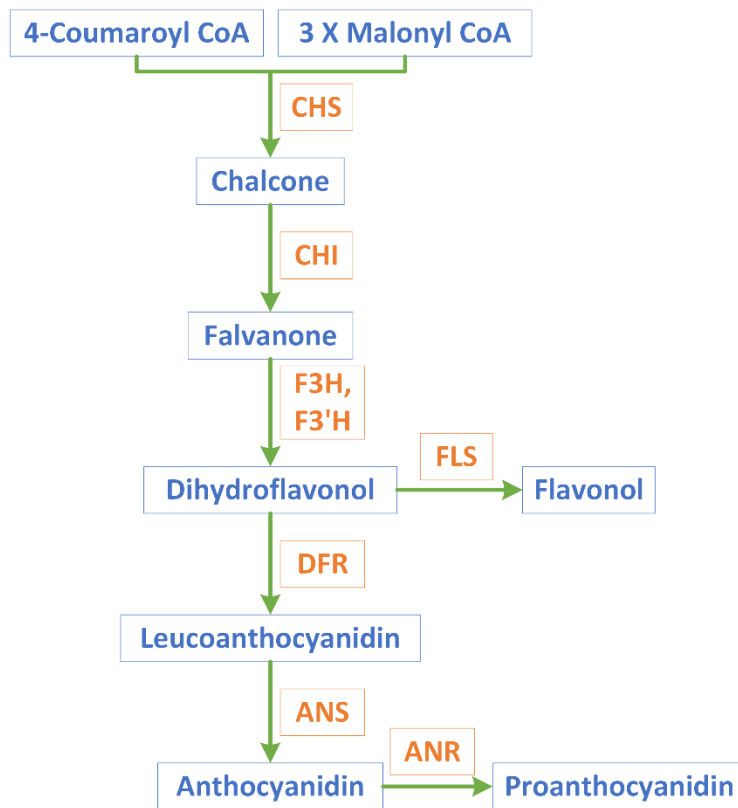 4-Coumaroyl CoA
3 X Malonyl CoA
CHS
Chalcone
CHI
Falvanone
F3H,
F3'H
FLS
Dihydroflavonol
Flavonol
DFR
Leucoanthocyanidin
ANS
ANR
Anthocyanidin
Proanthocyanidin